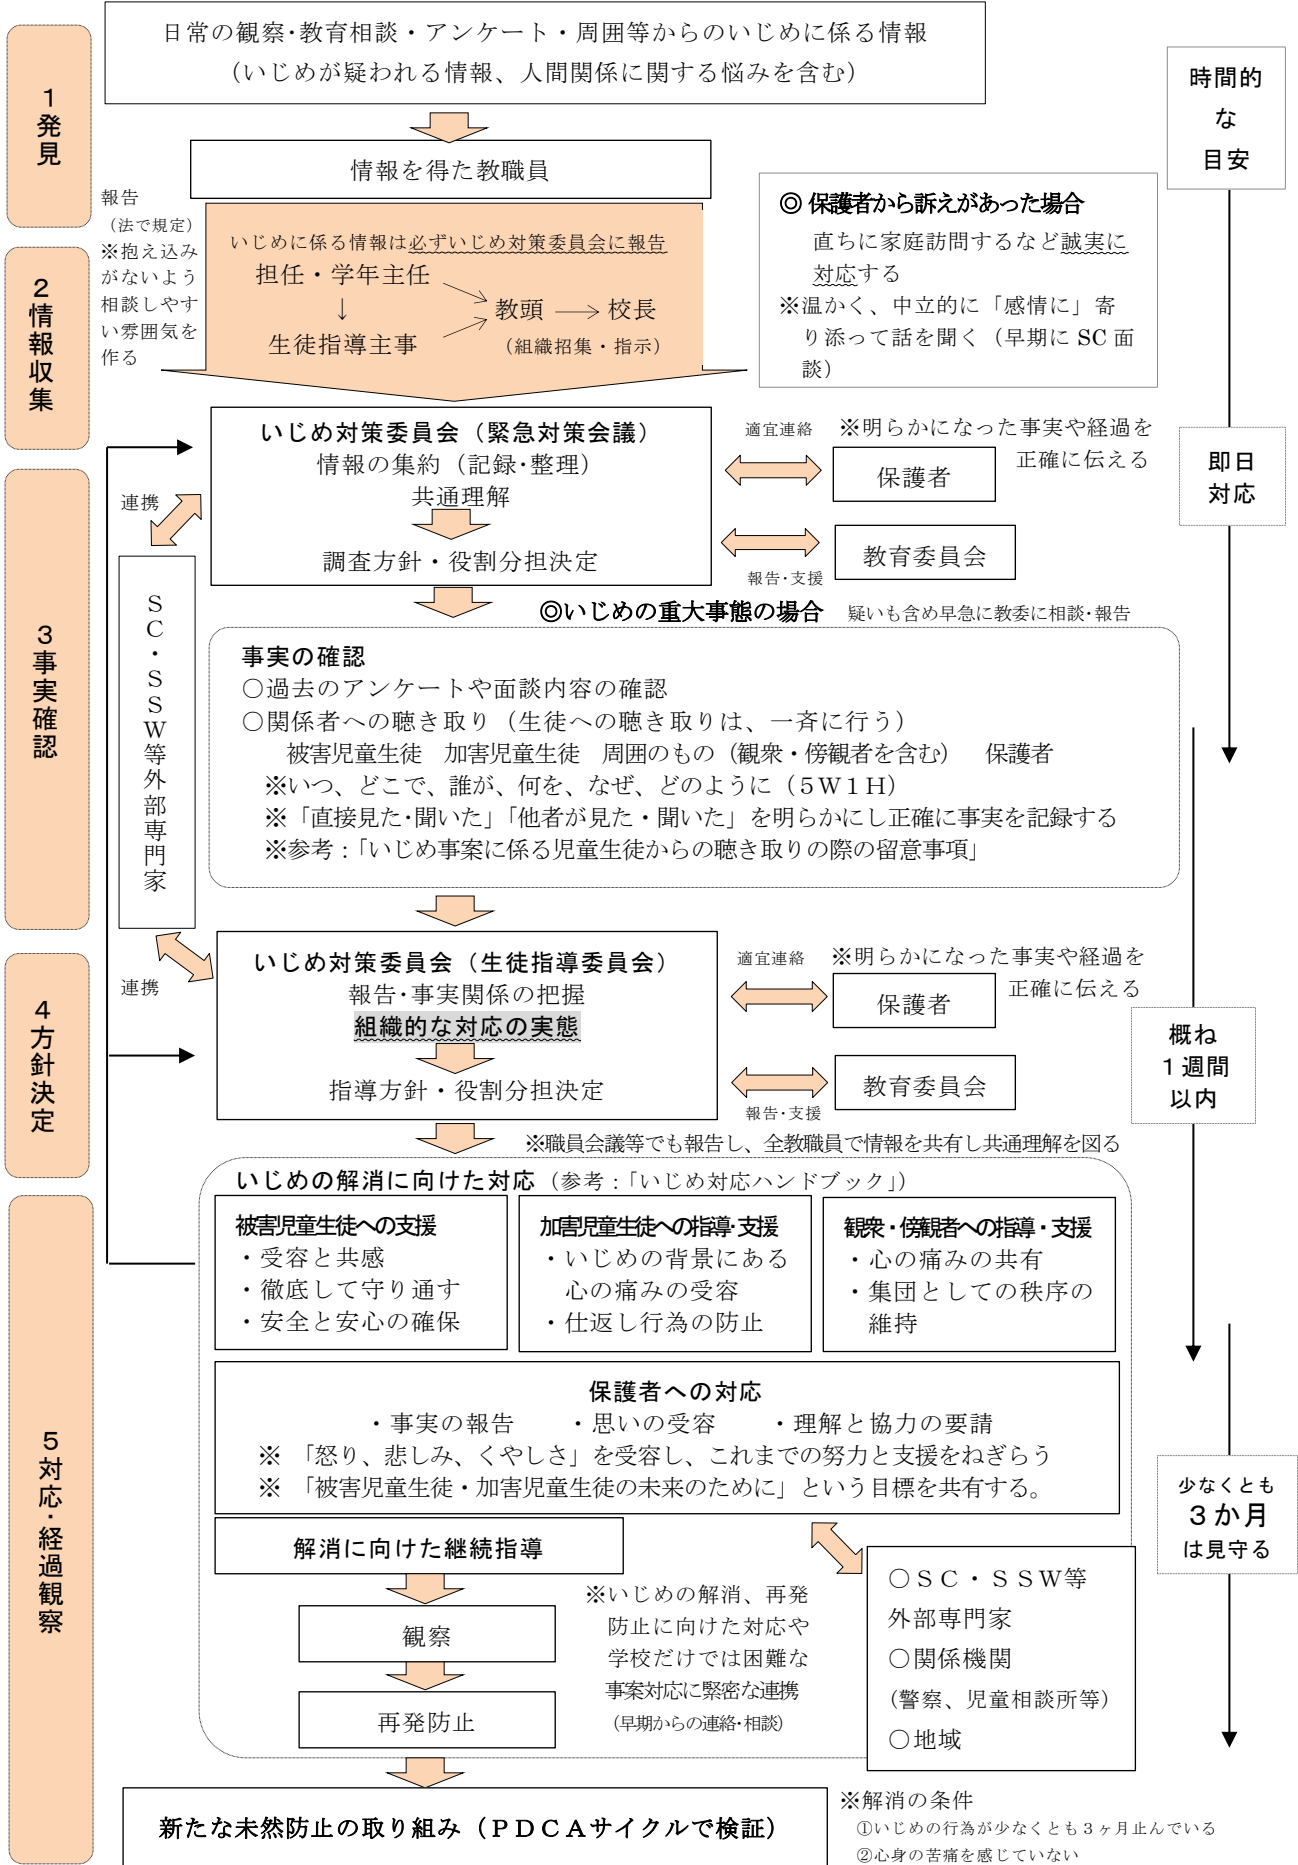 日常の観察･教育相談・アンケート・周囲等からのいじめに係る情報
（いじめが疑われる情報、人間関係に関する悩みを含む）
時間的
な
目安
1発見
情報を得た教職員
報告
（法で規定）
※抱え込み
がないよう
相談しやす
い雰囲気を
作る
いじめに係る情報は必ずいじめ対策委員会に報告
担任・学年主任
↓
生徒指導主事
教頭 → 校長
（組織招集・指示）
◎ 保護者から訴えがあった場合
直ちに家庭訪問するなど誠実に
対応する
※温かく、中立的に「感情に」寄
り添って話を聞く（早期に SC 面
談）
2情報収集
いじめ対策委員会（緊急対策会議）
情報の集約（記録･整理）
共通理解
調査方針・役割分担決定
適宜連絡
※明らかになった事実や経過を
正確に伝える
保護者
教育委員会
報告･支援
即日
対応
連携
SC・SSW等外部専門家
3事実確認
◎いじめの重大事態の場合 疑いも含め早急に教委に相談･報告
事実の確認
○過去のアンケートや面談内容の確認
○関係者への聴き取り（生徒への聴き取りは、一斉に行う）
被害児童生徒 加害児童生徒 周囲のもの（観衆・傍観者を含む） 保護者
※いつ、どこで、誰が、何を、なぜ、どのように（５Ｗ１Ｈ）
※「直接見た･聞いた」「他者が見た・聞いた」を明らかにし正確に事実を記録する
※参考：「いじめ事案に係る児童生徒からの聴き取りの際の留意事項」
連携
4方針決定
いじめ対策委員会（生徒指導委員会）
報告･事実関係の把握
組織的な対応の実態
指導方針・役割分担決定
適宜連絡
※明らかになった事実や経過を
正確に伝える
保護者
教育委員会
報告･支援
概ね
１週間
以内
※職員会議等でも報告し、全教職員で情報を共有し共通理解を図る
5対応・経過観察
いじめの解消に向けた対応（参考：「いじめ対応ハンドブック」）
被害児童生徒への支援
・受容と共感
・徹底して守り通す
・安全と安心の確保
加害児童生徒への指導･支援
・いじめの背景にある
心の痛みの受容
・仕返し行為の防止
観衆・傍観者への指導・支援
・心の痛みの共有
・集団としての秩序の
維持
保護者への対応
・事実の報告 ・思いの受容 ・理解と協力の要請
※ 「怒り、悲しみ、くやしさ」を受容し、これまでの努力と支援をねぎらう
※ 「被害児童生徒・加害児童生徒の未来のために」という目標を共有する。
少なくとも
３か月
は見守る
解消に向けた継続指導
観察
再発防止
※いじめの解消、再発
防止に向けた対応や
学校だけでは困難な
事案対応に緊密な連携
（早期からの連絡･相談）
○ＳＣ・ＳＳＷ等
外部専門家
○関係機関
（警察、児童相談所等）
○地域
新たな未然防止の取り組み（ＰＤＣＡサイクルで検証）
※解消の条件
①いじめの行為が少なくとも３ヶ月止んでいる
②心身の苦痛を感じていない